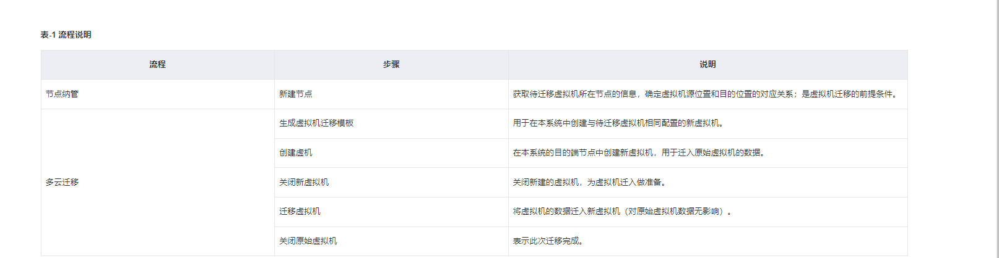 表-1 流程说明
流程 步骤 说明
节点纳管 新建节点 获取待迁移虚拟机所在节点的信息，确定虚拟机源位置和目的位置的对应关系；是虚拟机迁移的前提条件。
生成虚拟机迁移模板 用于在本系统中创建与待迁移虚拟机相同配置的新虚拟机。
创建虚机 在本系统的目的端节点中创建新虚拟机，用于迁入原始虚拟机的数据。
多云迁移 关闭新虚拟机 关闭新建的虚拟机，为虚拟机迁入做准备。
迁移虚拟机 将虚拟机的数据迁入新虚拟机（对原始虚拟机数据无影响）。
关闭原始虚拟机 表示此次迁移完成。